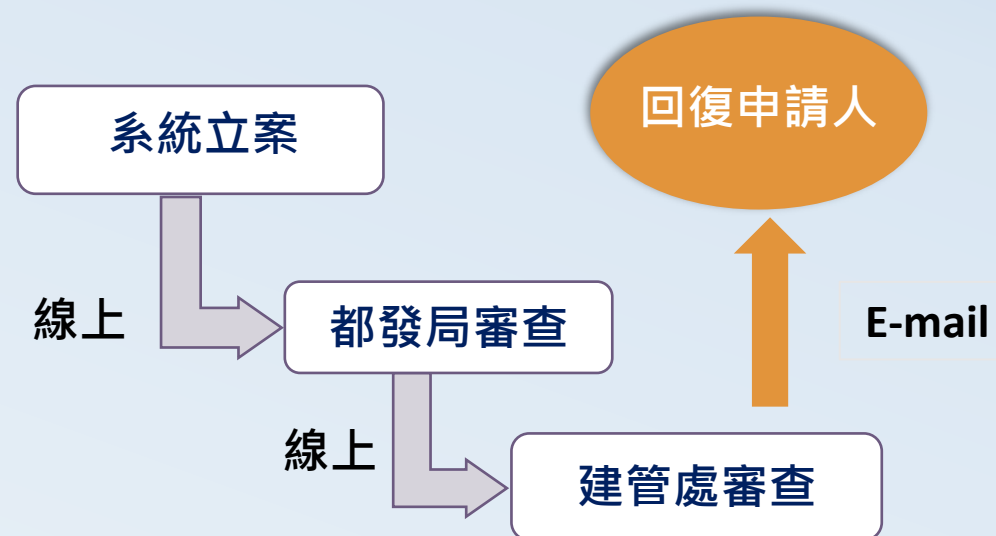 系統立案
回復申請人
線上
都發局審查
E-mail
線上
建管處審查